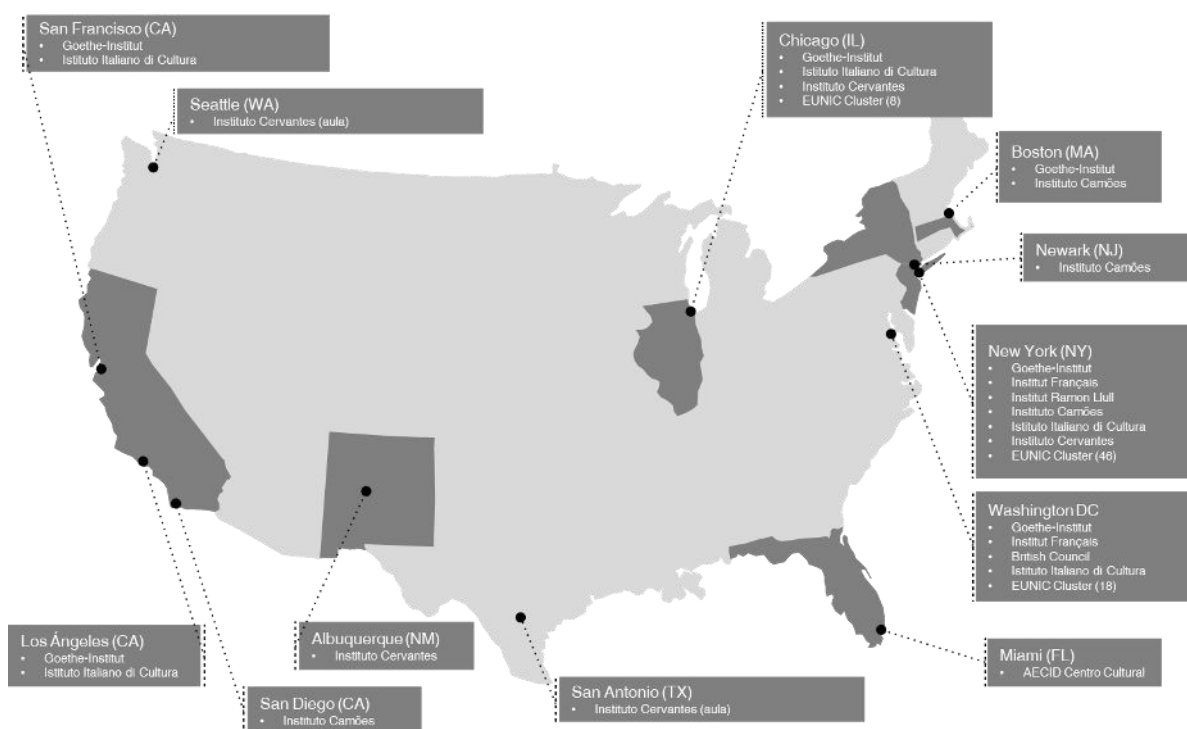 San Francisco (CA)
• Goethe-Institut
• Istituto Italiano di Cultura
Seattle (WA)
• Instituto Cervantes (aula)
Chicago (IL)
• Goethe-Institut
• Istituto Italiano di Cultura
• Instituto Cervantes
• EUNIC Cluster (8)
Boston (MA)
• Goethe-Institut
• Instituto Camões
Newark (NJ)
• Instituto Camões
New York (NY)
• Goethe-Institut
• Institut Français
• Institut Ramon Llull
• Instituto Camões
• Istituto Italiano di Cultura
• Instituto Cervantes
• EUNIC Cluster (46)
Washington DC
• Goethe-Institut
• Institut Français
• British Council
• Istituto Italiano di Cultura
• EUNIC Cluster (18)
Los Ángeles (CA)
• Goethe-Institut
• Istituto Italiano di Cultura
Albuquerque (NM)
• Instituto Cervantes
San Diego (CA)
• Instituto Camões
San Antonio (TX)
• Instituto Cervantes (aula)
Miami (FL)
• AECID Centro Cultural